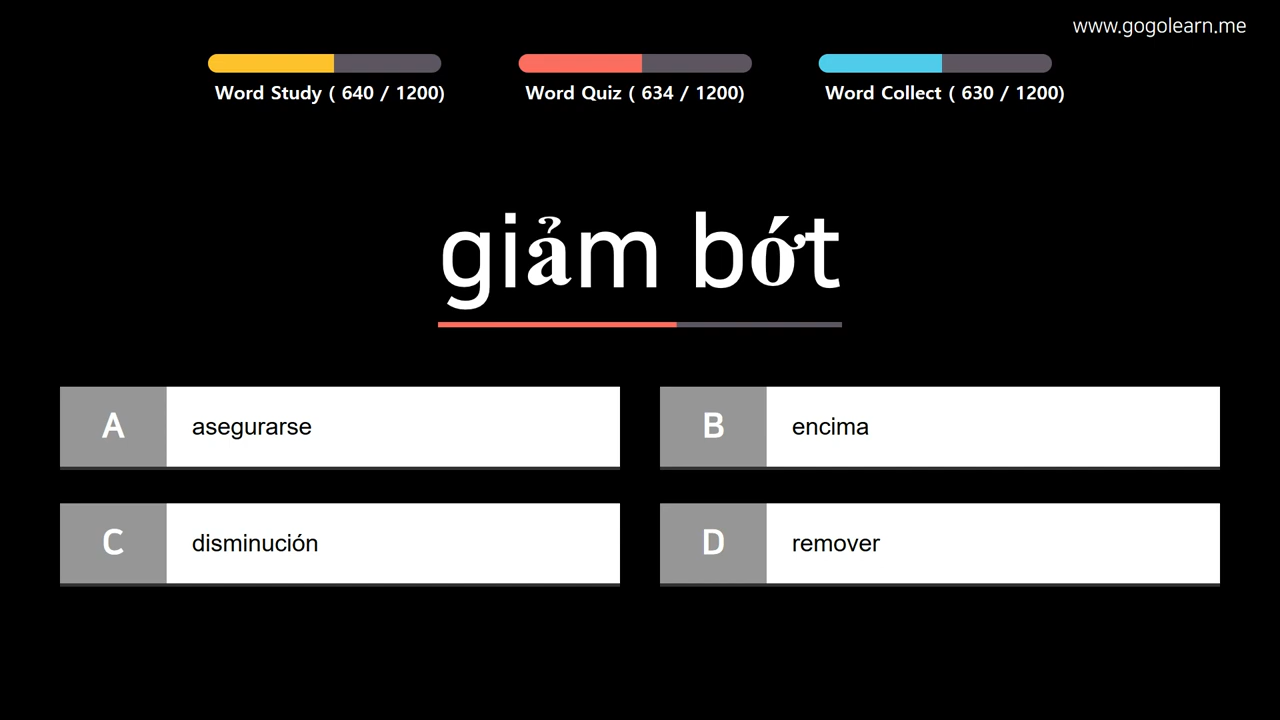 www.gogolearn.me
Word Study ( 640 / 1200)
Word Quiz ( 634 / 1200)
Word Collect ( 630 / 1200)
giảm bớt
A asegurarse
B encima
C disminución
D remover